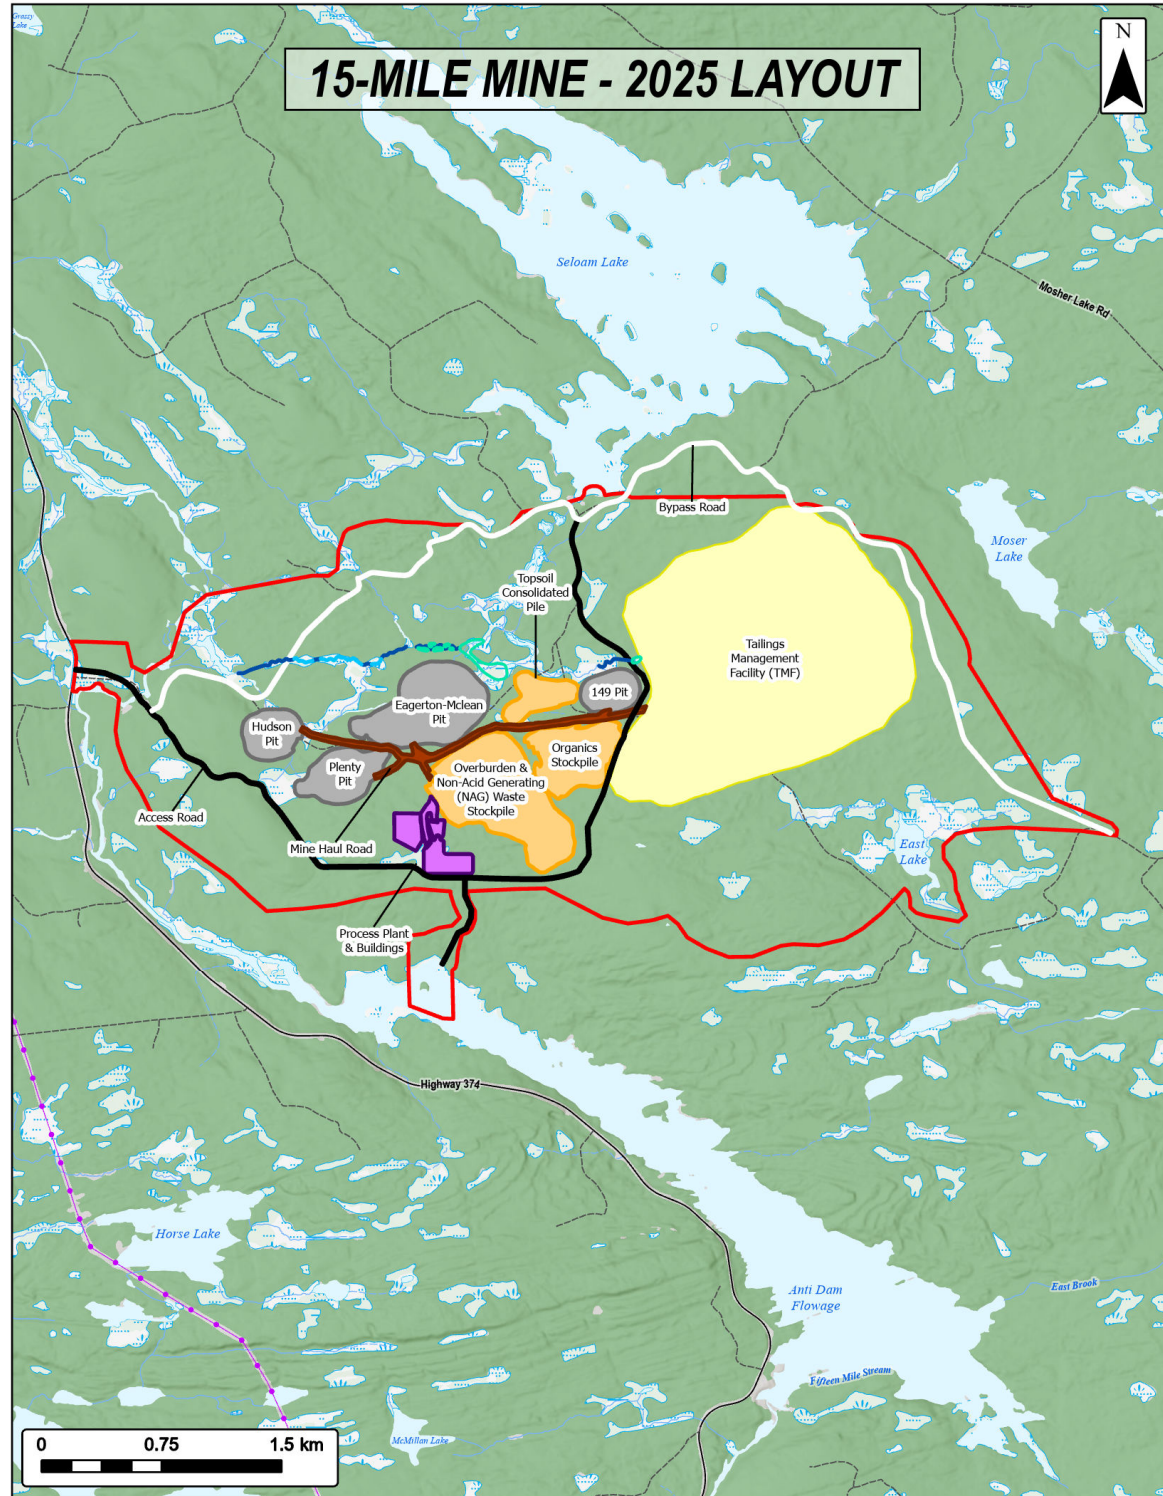 Grassy
Lake
N
15-MILE MINE - 2025 LAYOUT
Seloam Lake
Mosher Lake Rd
Bypass Road
Moser
Lake
Topsoil
Consolidated
Pile
Tailings
Management
Facility (TMF)
149 Pit
Eagerton-Mclean
Pit
Hudson
Pit
Organics
Stockpile
Plenty
Pit
Overburden &
Non-Acid Generating
(NAG) Waste
Stockpile
Access Road
Mine Haul Road
East
Lake
Process Plant
& Buildings
Highway 374
Horse Lake
Anti Dam
Flowage
East Brook
Fifteen Mile Stream
McMillan Lake
0 0.75 1.5 km